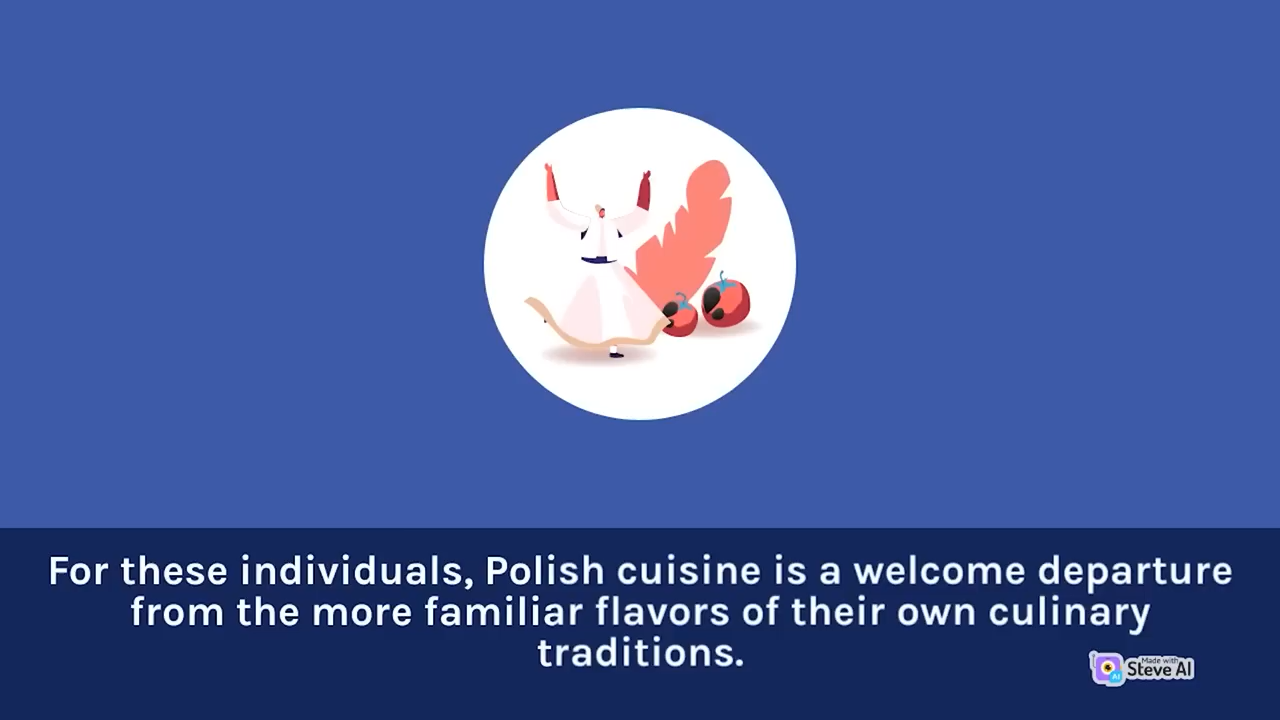 For these individuals, Polish cuisine is a welcome departure
from the more familiar flavors of their own culinary
traditions.
Made with
Steve AI
AI